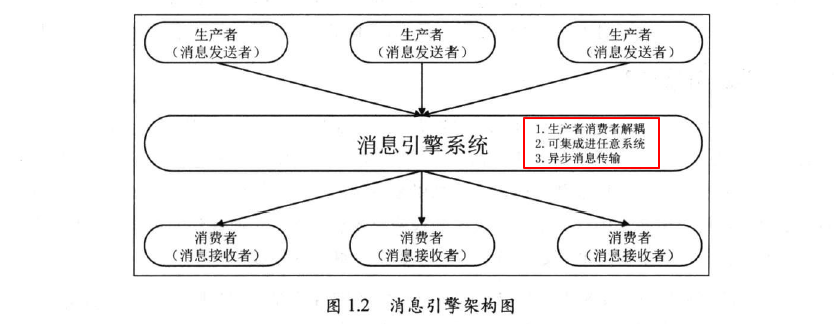 生产者 生产者 生产者
（消息发送者） （消息发送者） （消息发送者）
消息引擎系统
1.生产者消费者解耦
2.可集成进任意系统
3.异步消息传输
消费者 消费者 消费者
（消息接收者） （消息接收者） （消息接收者）
图 1.2 消息引擎架构图